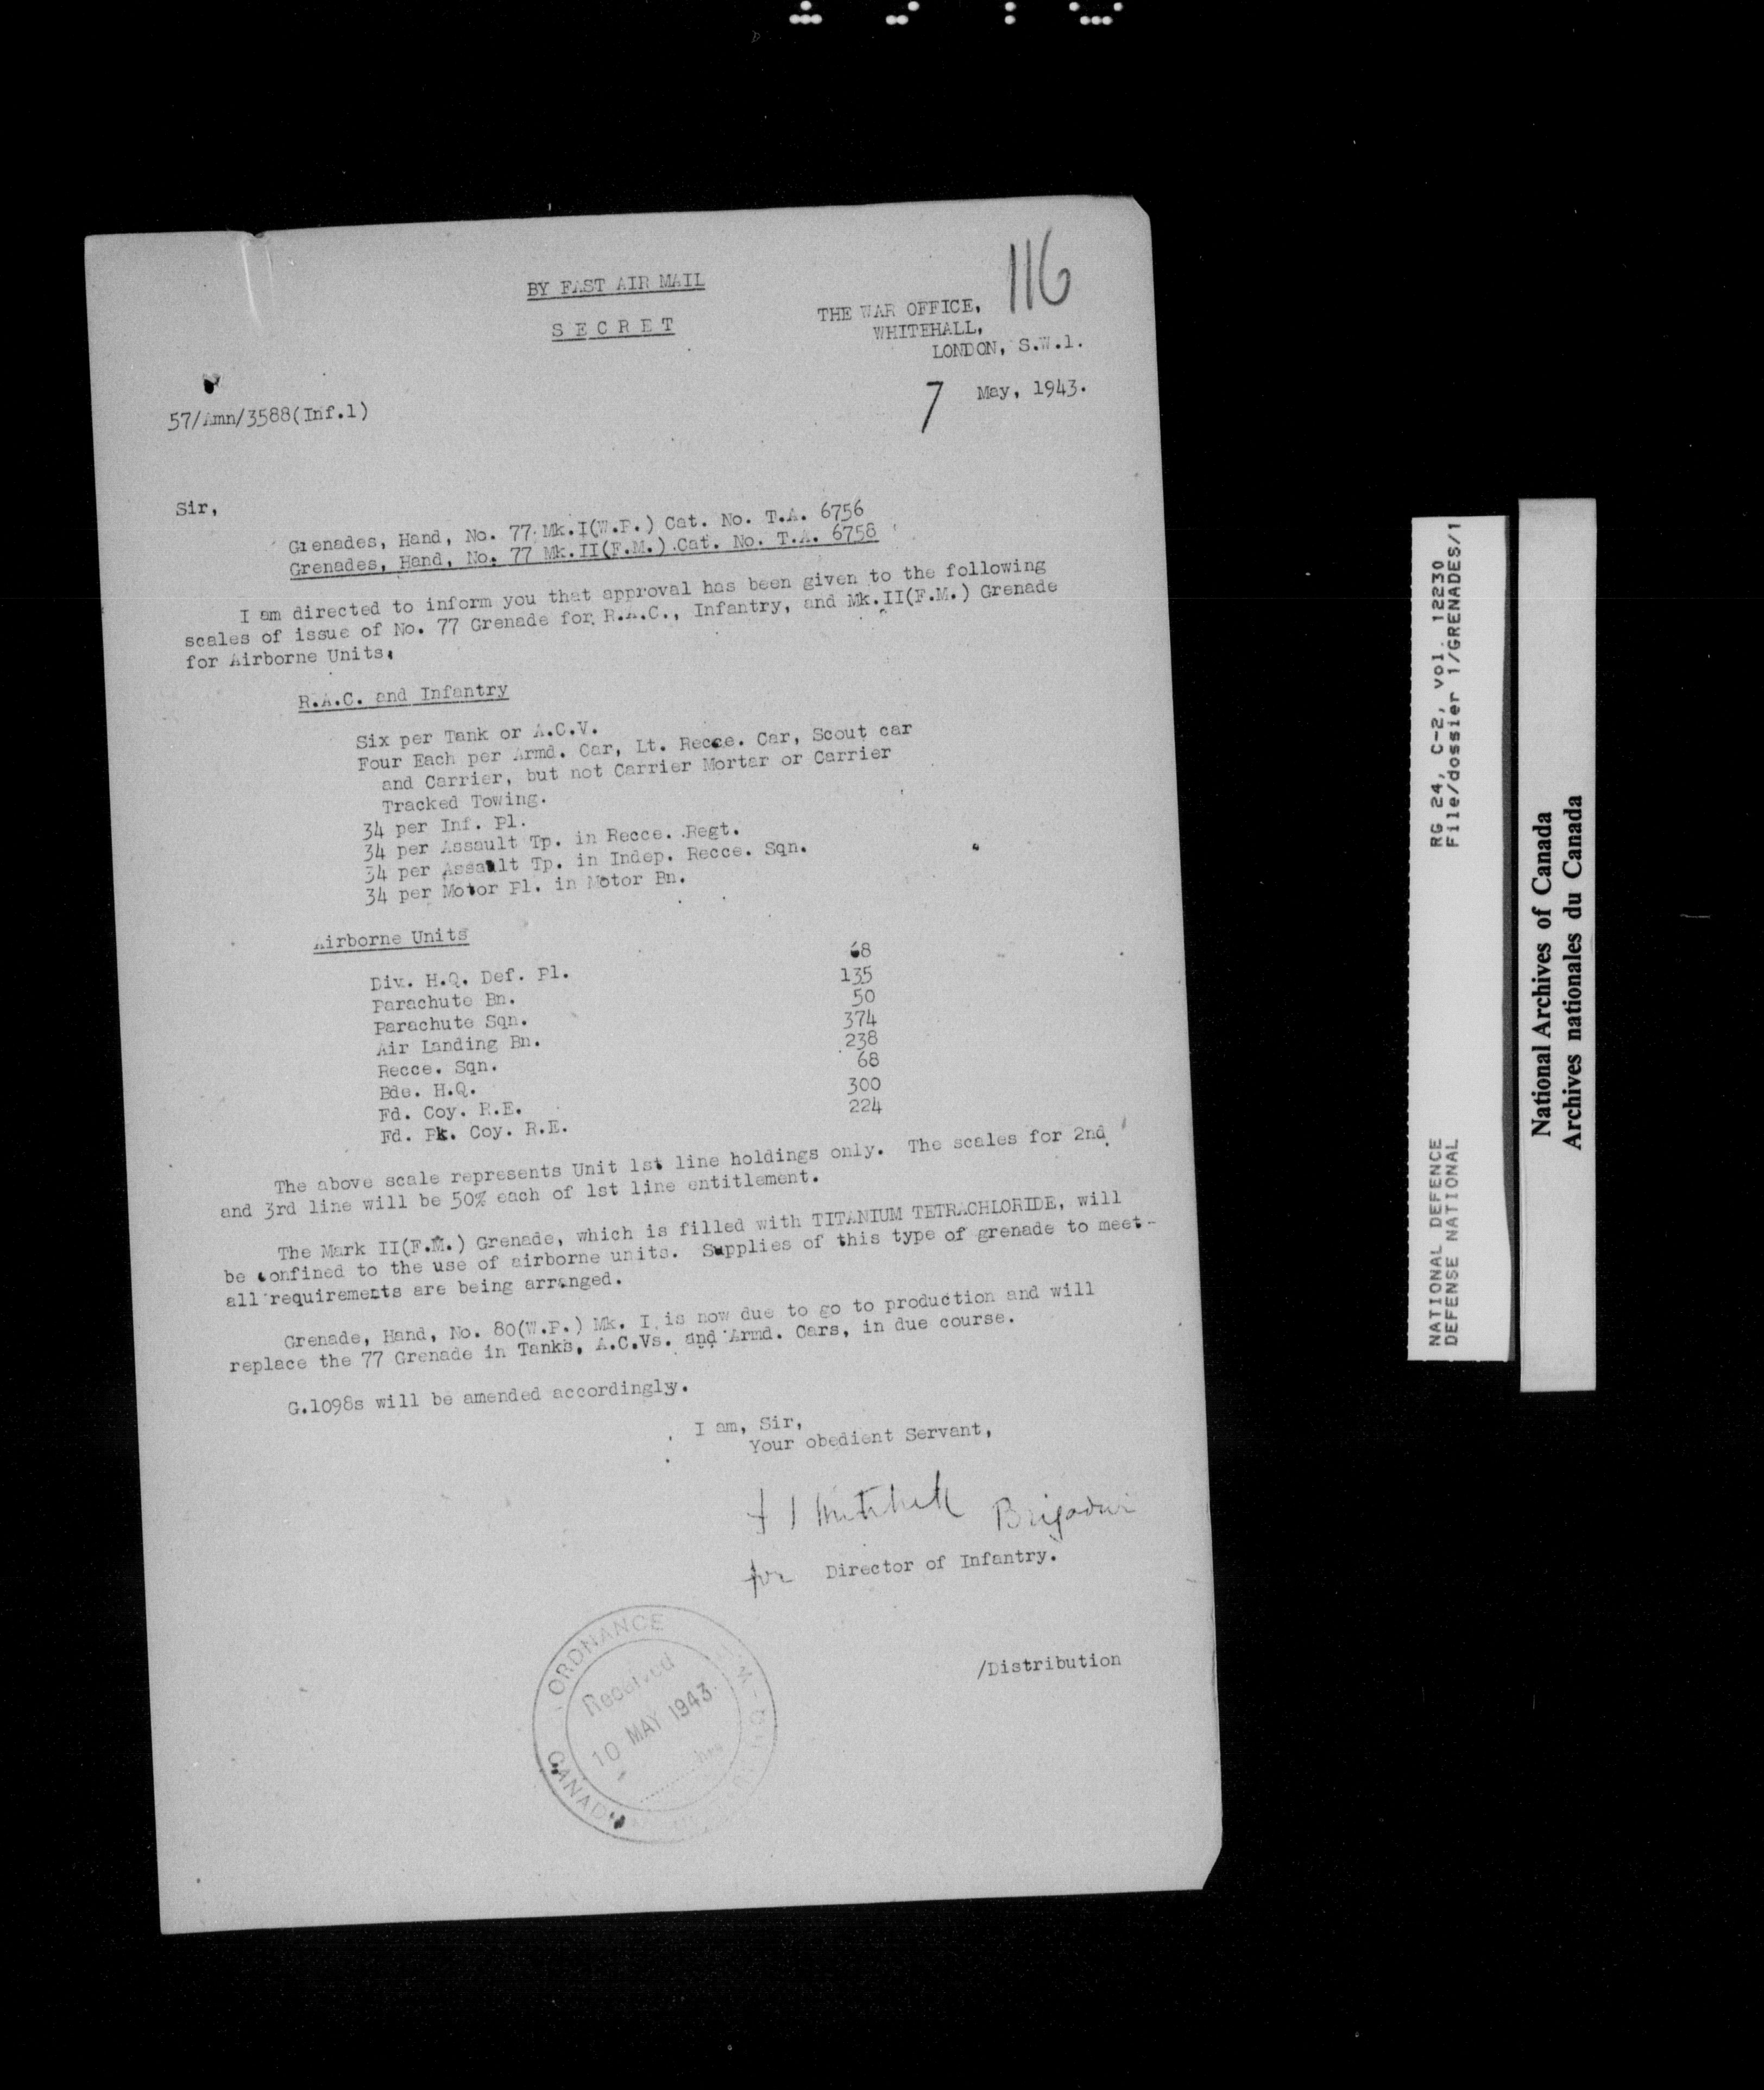 BY FAST AIR MAIL
SECRET
116
THE WAR OFFICE,
WHITEHALL,
LONDON, S.W.1.
7 May, 1943.
57/Amn/3588(Inf.1)
Sir,
Grenades, Hand, No. 77 Mk.I(W.P.) Cat. No. T.A. 6756
Grenades, Hand, No. 77 Mk.II(F.M.) Cat. No. T.A. 6758
I am directed to inform you that approval has been given to the following
scales of issue of No. 77 Grenade for R.A.C., Infantry, and Mk.II(F.M.) Grenade
for Airborne Units.
R.A.C. and Infantry
Six per Tank or A.C.V.
Four Each per Armd. Car, Lt. Recce. Car, Scout car
and Carrier, but not Carrier Mortar or Carrier
Tracked Towing.
34 per Inf. Pl.
34 per Assault Tp. in Recce. Regt.
34 per Assault Tp. in Indep. Recce. Sqn.
34 per Motor Pl. in Motor Bn.
Airborne Units
Div. H.Q. Def. Pl. 68
Parachute Bn. 135
Parachute Sqn. 50
Air Landing Bn. 374
Recce. Sqn. 238
Bde. H.Q. 68
Fd. Coy. R.E. 300
Fd. Pk. Coy. R.E. 224
The above scale represents Unit 1st line holdings only. The scales for 2nd
and 3rd line will be 50% each of 1st line entitlement.
The Mark II(F.M.) Grenade, which is filled with TITANIUM TETRACHLORIDE, will
be confined to the use of airborne units. Supplies of this type of grenade to meet
all requirements are being arranged.
Grenade, Hand, No. 80(W.P.) Mk. I is now due to go to production and will
replace the 77 Grenade in Tanks, A.C.Vs. and Armd. Cars, in due course.
G.1098s will be amended accordingly.
I am, Sir,
Your obedient Servant,
Mitchell Brigadier
for Director of Infantry.
/Distribution
ORDNANCE
Received
10 MAY 1943
hrs
CANADIAN
RG 24, C-2, vol. 12230
File/dossier 1/GRENADES/1
NATIONAL DEFENCE
DEFENSE NATIONAL
National Archives of Canada
Archives nationales du Canada